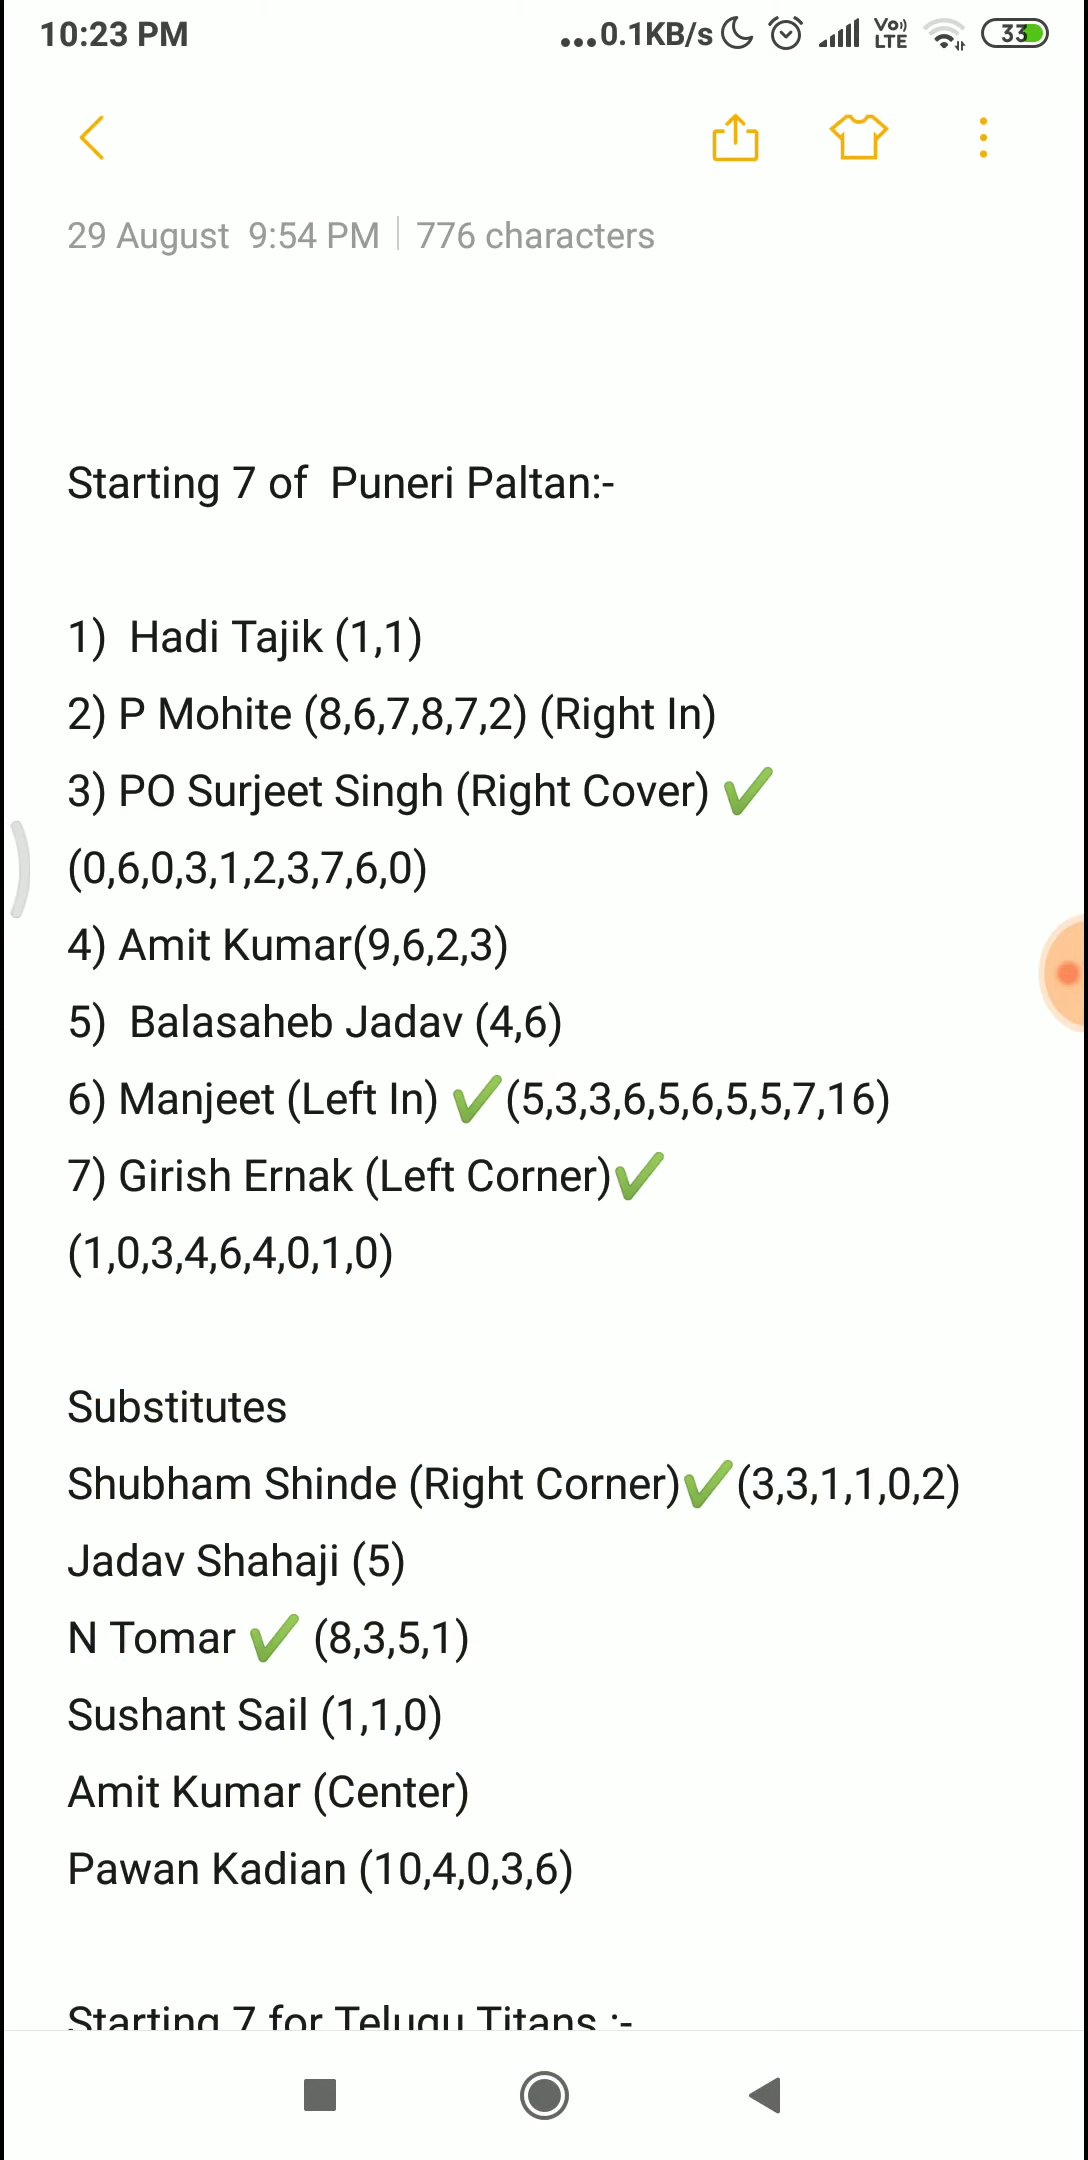 10:23 PM
...0.1KB/s Vo)) LTE 33
29 August 9:54 PM | 776 characters
Starting 7 of Puneri Paltan:-
1) Hadi Tajik (1,1)
2) P Mohite (8,6,7,8,7,2) (Right In)
3) PO Surjeet Singh (Right Cover) ✔
(0,6,0,3,1,2,3,7,6,0)
4) Amit Kumar(9,6,2,3)
5) Balasaheb Jadav (4,6)
6) Manjeet (Left In) ✔(5,3,3,6,5,6,5,5,7,16)
7) Girish Ernak (Left Corner)✔
(1,0,3,4,6,4,0,1,0)
Substitutes
Shubham Shinde (Right Corner)✔(3,3,1,1,0,2)
Jadav Shahaji (5)
N Tomar ✔ (8,3,5,1)
Sushant Sail (1,1,0)
Amit Kumar (Center)
Pawan Kadian (10,4,0,3,6)
Starting 7 for Telugu Titans :-